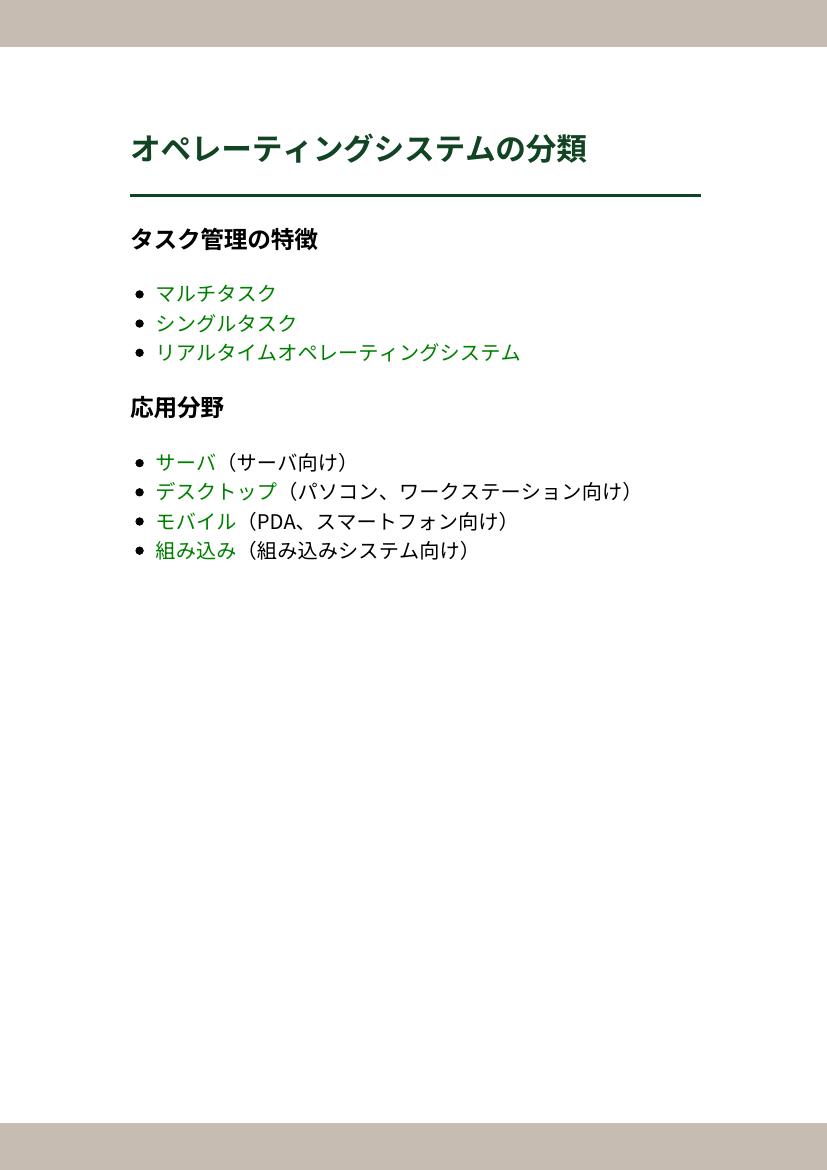 オペレーティングシステムの分類
タスク管理の特徴
マルチタスク
シングルタスク
リアルタイムオペレーティングシステム
応用分野
サーバ（サーバ向け）
デスクトップ（パソコン、ワークステーション向け）
モバイル（PDA、スマートフォン向け）
組み込み（組み込みシステム向け）